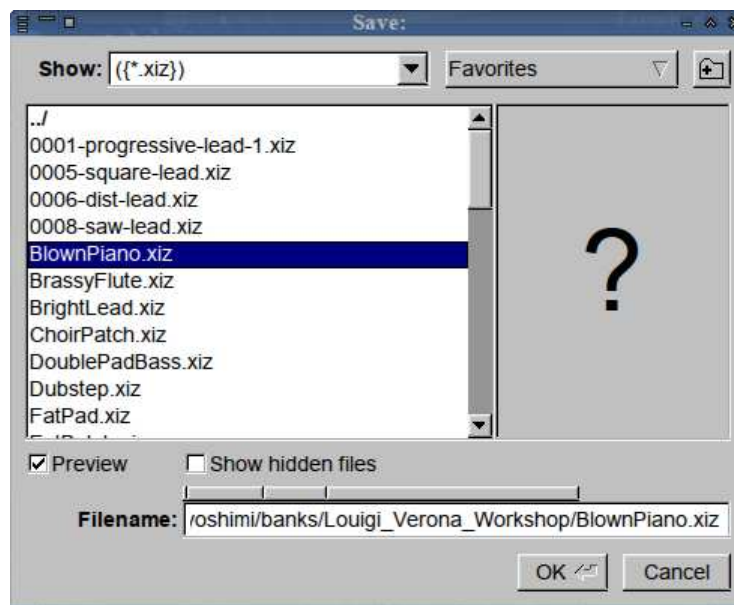 Save:
Show: ({*.xiz}) Favorites
../
0001-progressive-lead-1.xiz
0005-square-lead.xiz
0006-dist-lead.xiz
0008-saw-lead.xiz
BlownPiano.xiz
BrassyFlute.xiz
BrightLead.xiz
ChoirPatch.xiz
DoublePadBass.xiz
Dubstep.xiz
FatPad.xiz
?
Preview Show hidden files
Filename: yoshimi/banks/Louigi_Verona_Workshop/BlownPiano.xiz
OK Cancel